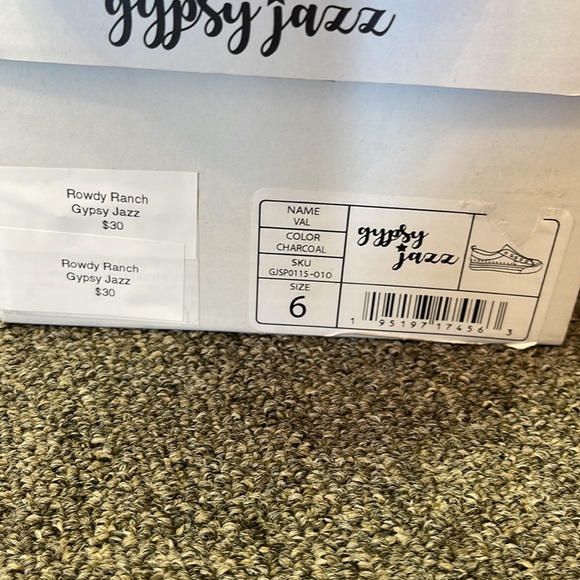 gypsy jazz
Rowdy Ranch
Gypsy Jazz
$30
Rowdy Ranch
Gypsy Jazz
$30
NAME
VAL
COLOR
CHARCOAL
SKU
GJSP0115-010
SIZE
6
gypsy
jazz
1 95197 17456 3